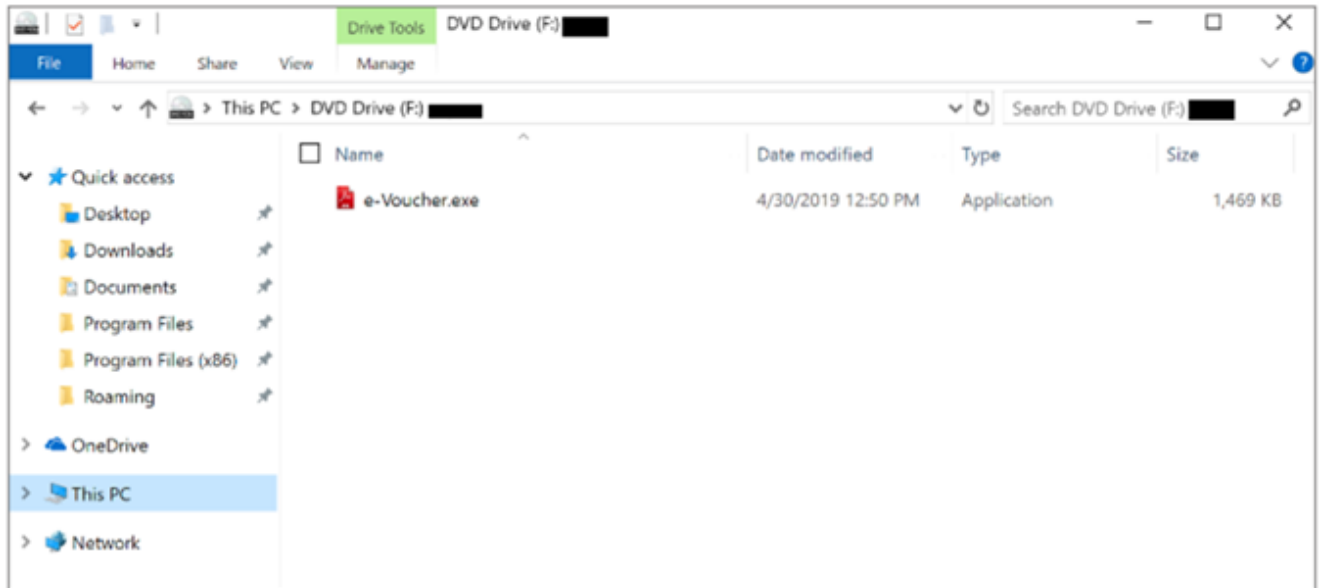 Drive Tools DVD Drive (F:)
File Home Share View Manage
This PC > DVD Drive (F:) Search DVD Drive (F:)
Name Date modified Type Size
Quick access
e-Voucher.exe 4/30/2019 12:50 PM Application 1,469 KB
Desktop
Downloads
Documents
Program Files
Program Files (x86)
Roaming
OneDrive
This PC
Network